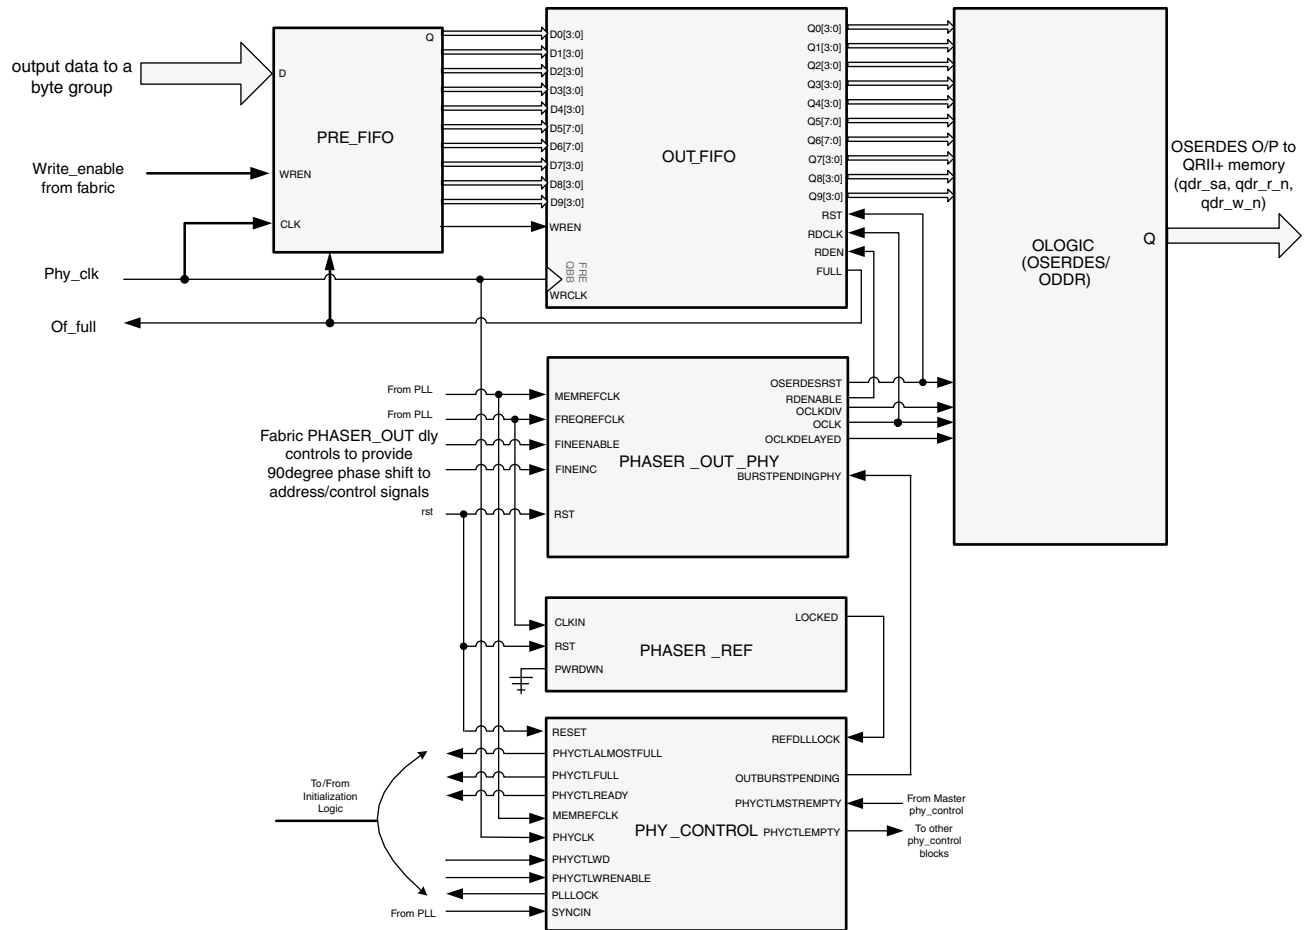 output data to a
byte group
Write_enable
from fabric
Phy_clk
Of_full
Q
D
PRE_FIFO
WREN
CLK
D0[3:0]
D1[3:0]
D2[3:0]
D3[3:0]
D4[3:0]
D5[7:0]
D6[7:0]
D7[3:0]
D8[3:0]
D9[3:0]
WREN
FRE
QBB
WRCLK
OUT_FIFO
Q0[3:0]
Q1[3:0]
Q2[3:0]
Q3[3:0]
Q4[3:0]
Q5[7:0]
Q6[7:0]
Q7[3:0]
Q8[3:0]
Q9[3:0]
RST
RDCLK
RDEN
FULL
OLOGIC
(OSERDES/
ODDR)
Q
OSERDES O/P to
QRII+ memory
(qdr_sa, qdr_r_n,
qdr_w_n)
From PLL
From PLL
Fabric PHASER_OUT dly
controls to provide
90degree phase shift to
address/control signals
rst
MEMREFCLK
FREQREFCLK
FINEENABLE
FINEINC
RST
PHASER _OUT _PHY
OSERDESRST
RDENABLE
OCLKDIV
OCLK
OCLKDELAYED
BURSTPENDINGPHY
CLKIN
RST
PWRDWN
PHASER _REF
LOCKED
To/From
Initialization
Logic
From PLL
RESET
PHYCTLALMOSTFULL
PHYCTLFULL
PHYCTLREADY
MEMREFCLK
PHYCLK
PHYCTLWD
PHYCTLWRENABLE
PLLLOCK
SYNCIN
PHY _CONTROL
REFDLLLOCK
OUTBURSTPENDING
PHYCTLMSTREMPTY
PHYCTLEMPTY
From Master
phy_control
To other
phy_control
blocks